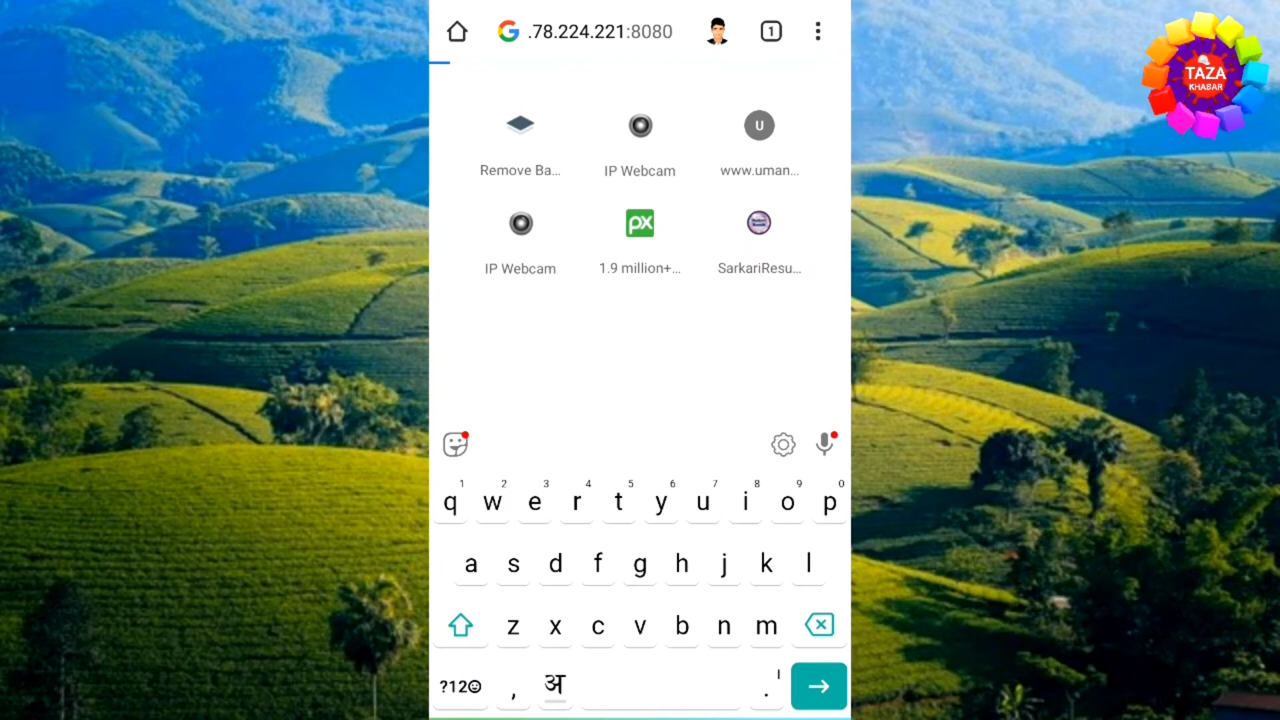 .78.224.221:8080
1
TAZA
KHABAR
U
Remove Ba...
IP Webcam
www.uman...
px
IP Webcam
1.9 million+...
SarkariResu...
1 2 3 4 5 6 7 8 9 0
q w e r t y u i o p
a s d f g h j k l
z x c v b n m
?12☺ , अ . l